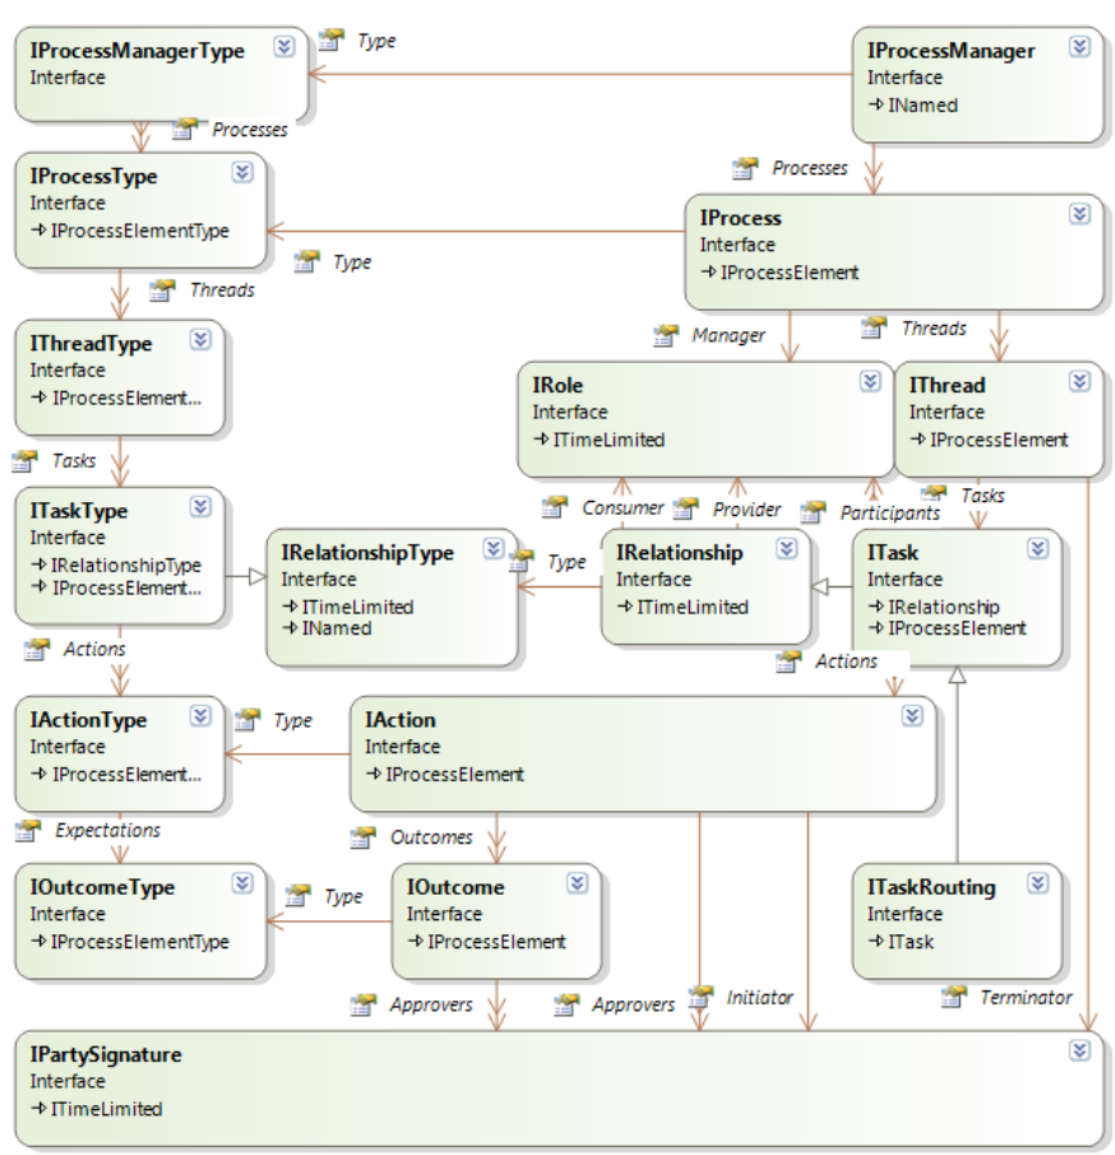 IProcessManagerType
Interface
Type
IProcessManager
Interface
INamed
Processes
IProcessType
Interface
IProcessElementType
Processes
IProcess
Interface
IProcessElement
Type
Threads
Manager
Threads
IThreadType
Interface
IProcessElement...
IRole
Interface
ITimeLimited
IThread
Interface
IProcessElement
Tasks
Consumer
Provider
Participants
Tasks
ITaskType
Interface
IRelationshipType
IProcessElement...
IRelationshipType
Interface
ITimeLimited
INamed
Type
IRelationship
Interface
ITimeLimited
ITask
Interface
IRelationship
IProcessElement
Actions
Actions
IActionType
Interface
IProcessElement...
Type
IAction
Interface
IProcessElement
Expectations
Outcomes
IOutcomeType
Interface
IProcessElementType
Type
IOutcome
Interface
IProcessElement
ITaskRouting
Interface
ITask
Approvers
Approvers
Initiator
Terminator
IPartySignature
Interface
ITimeLimited